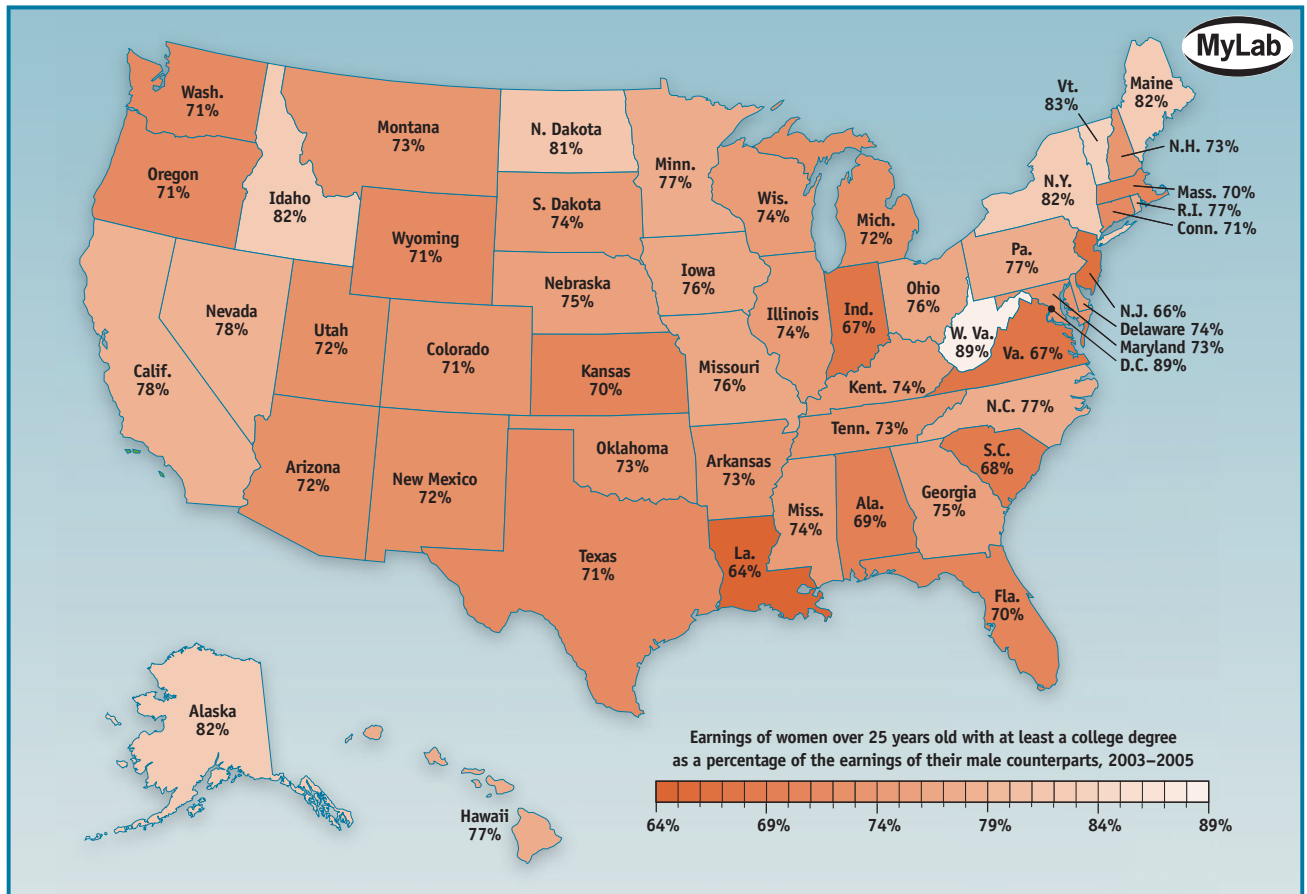 MyLab
Wash.
71%
Oregon
71%
Idaho
82%
Montana
73%
N. Dakota
81%
Minn.
77%
S. Dakota
74%
Wis.
74%
Mich.
72%
Wyoming
71%
Nebraska
75%
Iowa
76%
Nevada
78%
Utah
72%
Colorado
71%
Kansas
70%
Missouri
76%
Illinois
74%
Ind.
67%
Ohio
76%
Pa.
77%
N.Y.
82%
Vt.
83%
Maine
82%
N.H. 73%
Mass. 70%
R.I. 77%
Conn. 71%
N.J. 66%
Delaware 74%
Maryland 73%
D.C. 89%
W. Va.
89%
Va. 67%
Calif.
78%
Kent. 74%
N.C. 77%
Tenn. 73%
S.C.
68%
Arizona
72%
New Mexico
72%
Oklahoma
73%
Arkansas
73%
Texas
71%
La.
64%
Miss.
74%
Ala.
69%
Georgia
75%
Fla.
70%
Alaska
82%
Hawaii
77%
Earnings of women over 25 years old with at least a college degree
as a percentage of the earnings of their male counterparts, 2003–2005
64% 69% 74% 79% 84% 89%